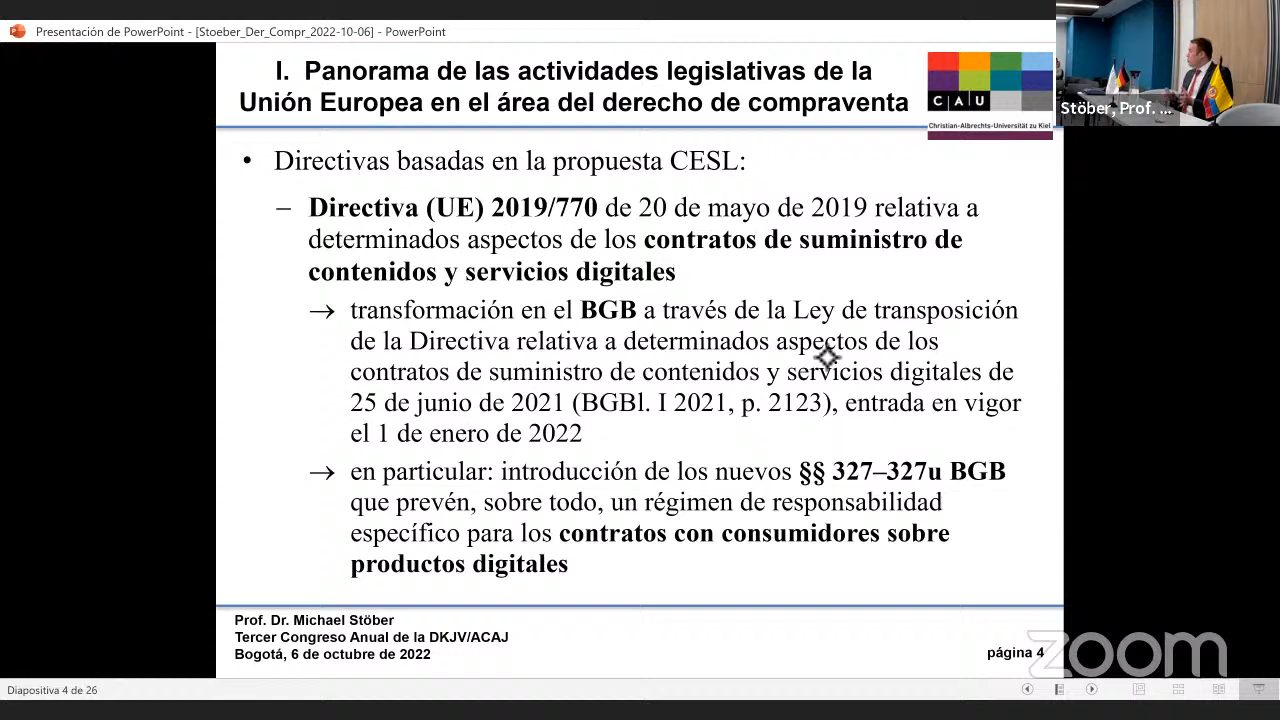 Presentación de PowerPoint - [Stoeber_Der_Compr_2022-10-06] - PowerPoint
I. Panorama de las actividades legislativas de la
Unión Europea en el área del derecho de compraventa
C A U
Christian-Albrechts-Universität zu Kiel
Stöber, Prof. ...
• Directivas basadas en la propuesta CESL:
– Directiva (UE) 2019/770 de 20 de mayo de 2019 relativa a
determinados aspectos de los contratos de suministro de
contenidos y servicios digitales
→ transformación en el BGB a través de la Ley de transposición
de la Directiva relativa a determinados aspectos de los
contratos de suministro de contenidos y servicios digitales de
25 de junio de 2021 (BGBl. I 2021, p. 2123), entrada en vigor
el 1 de enero de 2022
→ en particular: introducción de los nuevos §§ 327–327u BGB
que prevén, sobre todo, un régimen de responsabilidad
específico para los contratos con consumidores sobre
productos digitales
Prof. Dr. Michael Stöber
Tercer Congreso Anual de la DKJV/ACAJ
Bogotá, 6 de octubre de 2022
página 4
zoom
Diapositiva 4 de 26